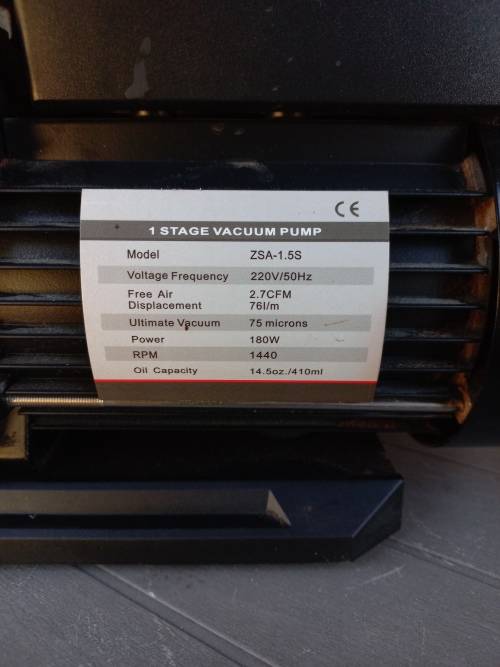 CE
1 STAGE VACUUM PUMP
Model ZSA-1.5S
Voltage Frequency 220V/50Hz
Free Air 2.7CFM
Displacement 76l/m
Ultimate Vacuum 75 microns
Power 180W
RPM 1440
Oil Capacity 14.5oz./410ml